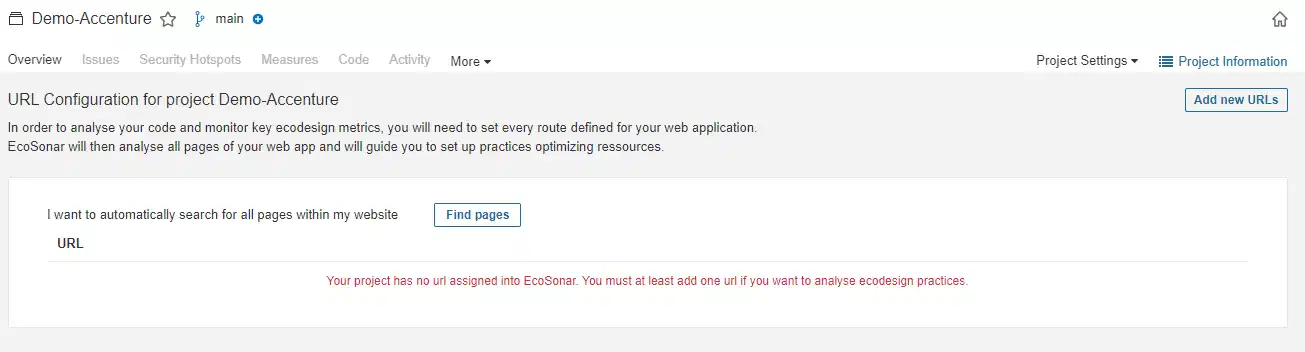 Demo-Accenture main
Overview Issues Security Hotspots Measures Code Activity More Project Settings Project Information
URL Configuration for project Demo-Accenture
Add new URLs
In order to analyse your code and monitor key ecodesign metrics, you will need to set every route defined for your web application.
EcoSonar will then analyse all pages of your web app and will guide you to set up practices optimizing ressources.
I want to automatically search for all pages within my website Find pages
URL
Your project has no url assigned into EcoSonar. You must at least add one url if you want to analyse ecodesign practices.